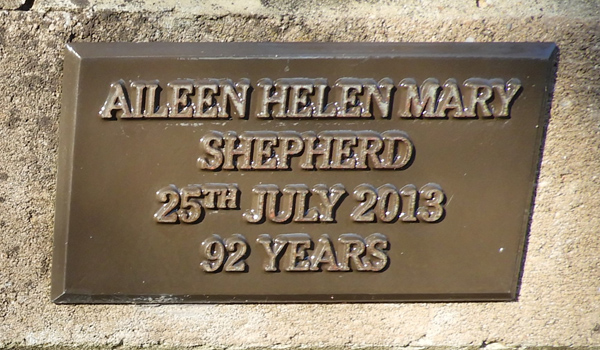 AILEEN HELEN MARY
SHEPHERD
25TH JULY 2013
92 YEARS